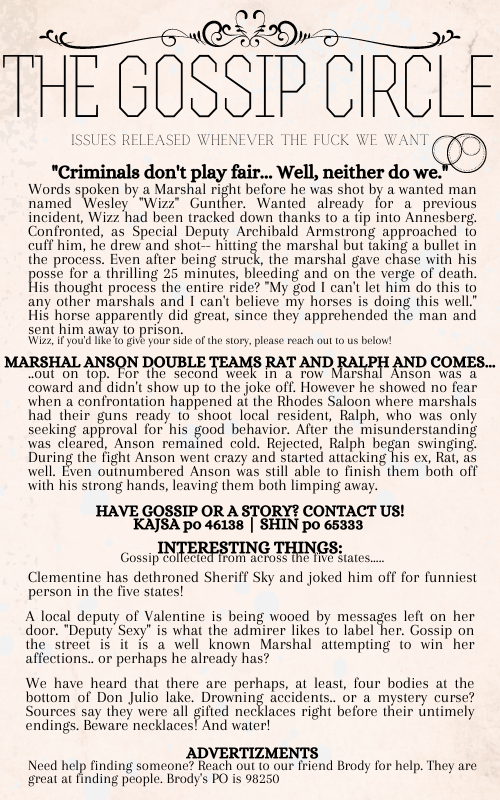 THE GOSSIP CIRCLE
ISSUES RELEASED WHENEVER THE FUCK WE WANT
"Criminals don't play fair... Well, neither do we."
Words spoken by a Marshal right before he was shot by a wanted man
named Wesley "Wizz" Gunther. Wanted already for a previous
incident, Wizz had been tracked down thanks to a tip into Annesberg.
Confronted, as Special Deputy Archibald Armstrong approached to
cuff him, he drew and shot-- hitting the marshal but taking a bullet in
the process. Even after being struck, the marshal gave chase with his
posse for a thrilling 25 minutes, bleeding and on the verge of death.
His thought process the entire ride? "My god I can't let him do this to
any other marshals and I can't believe my horses is doing this well."
His horse apparently did great, since they apprehended the man and
sent him away to prison.
Wizz, if you'd like to give your side of the story, please reach out to us below!
MARSHAL ANSON DOUBLE TEAMS RAT AND RALPH AND COMES...
..out on top. For the second week in a row Marshal Anson was a
coward and didn't show up to the joke off. However he showed no fear
when a confrontation happened at the Rhodes Saloon where marshals
had their guns ready to shoot local resident, Ralph, who was only
seeking approval for his good behavior. After the misunderstanding
was cleared, Anson remained cold. Rejected, Ralph began swinging.
During the fight Anson went crazy and started attacking his ex, Rat, as
well. Even outnumbered Anson was still able to finish them both off
with his strong hands, leaving them both limping away.
HAVE GOSSIP OR A STORY? CONTACT US!
KAJSA po 46138 | SHIN po 65333
INTERESTING THINGS:
Gossip collected from across the five states.....
Clementine has dethroned Sheriff Sky and joked him off for funniest
person in the five states!
A local deputy of Valentine is being wooed by messages left on her
door. "Deputy Sexy" is what the admirer likes to label her. Gossip on
the street is it is a well known Marshal attempting to win her
affections.. or perhaps he already has?
We have heard that there are perhaps, at least, four bodies at the
bottom of Don Julio lake. Drowning accidents.. or a mystery curse?
Sources say they were all gifted necklaces right before their untimely
endings. Beware necklaces! And water!
ADVERTIZMENTS
Need help finding someone? Reach out to our friend Brody for help. They are
great at finding people. Brody's PO is 98250